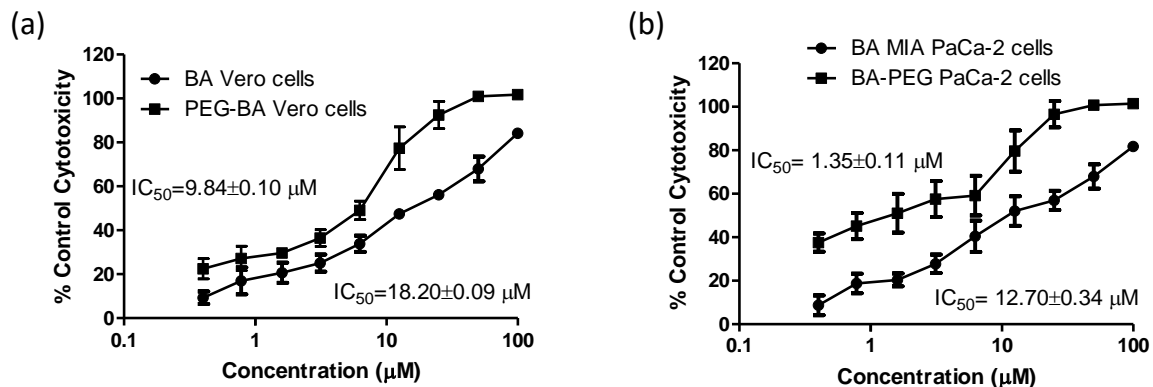 (a)
BA Vero cells
PEG-BA Vero cells
IC50=9.84±0.10 μM
IC50=18.20±0.09 μM
% Control Cytotoxicity
120
100
80
60
40
20
0
0.1
1
10
100
Concentration (μM)
(b)
BA MIA PaCa-2 cells
BA-PEG PaCa-2 cells
IC50= 1.35±0.11 μM
IC50= 12.70±0.34 μM
% Control Cytotoxicity
120
100
80
60
40
20
0
0.1
1
10
100
Concentration (μM)